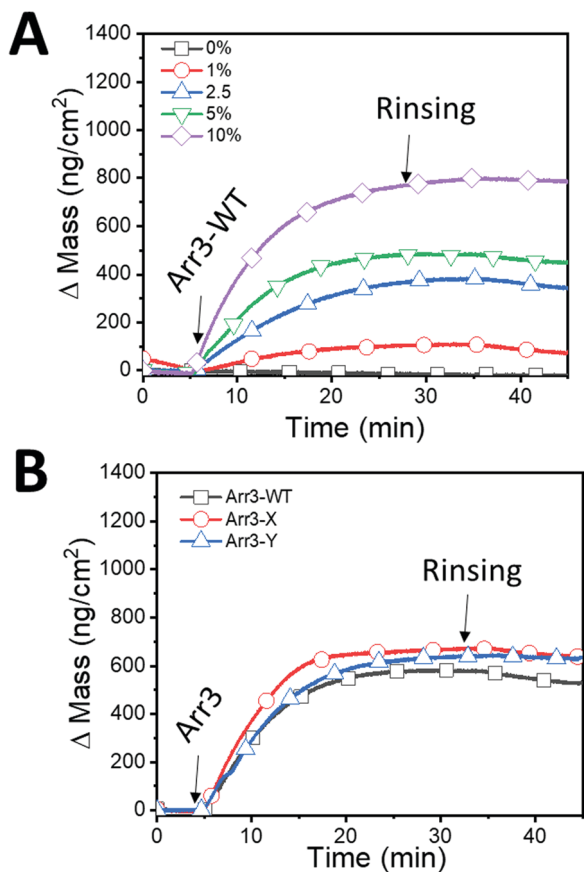 A
1400
1200
1000
800
600
400
200
0
Δ Mass (ng/cm²)
0%
1%
2.5
5%
10%
Rinsing
Arr3-WT
0 10 20 30 40
Time (min)
B
1400
1200
1000
800
600
400
200
0
Δ Mass (ng/cm²)
Arr3-WT
Arr3-X
Arr3-Y
Rinsing
Arr3
0 10 20 30 40
Time (min)